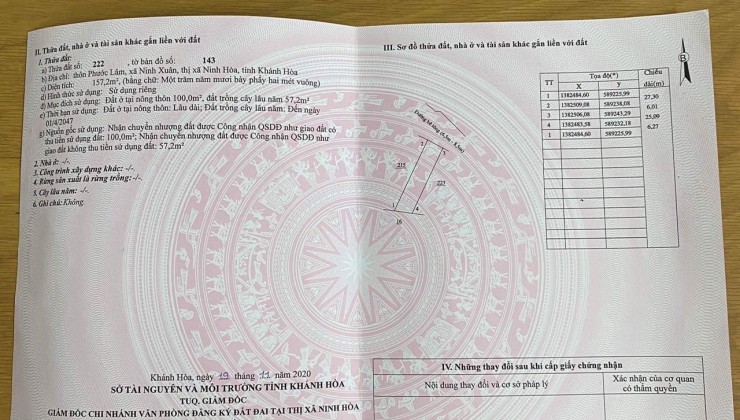 II. Thửa đất, nhà ở và tài sản khác gắn liền với đất
1. Thửa đất:
a) Thửa đất số: 222 , tờ bản đồ số: 143
b) Địa chỉ: thôn Phước Lâm, xã Ninh Xuân, thị xã Ninh Hòa, tỉnh Khánh Hòa
c) Diện tích: 157,2m², (bằng chữ: Một trăm năm mươi bảy phẩy hai mét vuông)
d) Hình thức sử dụng: Sử dụng riêng
đ) Mục đích sử dụng: Đất ở tại nông thôn 100,0m², đất trồng cây lâu năm 57,2m²
e) Thời hạn sử dụng: Đất ở tại nông thôn: Lâu dài; Đất trồng cây lâu năm: Đến ngày
01/4/2047
g) Nguồn gốc sử dụng: Nhận chuyển nhượng đất được Công nhận QSDĐ như giao đất có
thu tiền sử dụng đất: 100,0m²; Nhận chuyển nhượng đất được Công nhận QSDĐ như
giao đất không thu tiền sử dụng đất: 57,2m²
2. Nhà ở: -/-.
3. Công trình xây dựng khác: -/-.
4. Rừng sản xuất là rừng trồng: -/-.
5. Cây lâu năm: -/-.
6. Ghi chú: Không.
Khánh Hòa, ngày 19 tháng 11 năm 2020
SỞ TÀI NGUYÊN VÀ MÔI TRƯỜNG TỈNH KHÁNH HÒA
TUQ. GIÁM ĐỐC
GIÁM ĐỐC CHI NHÁNH VĂN PHÒNG ĐĂNG KÝ ĐẤT ĐAI TẠI THỊ XÃ NINH HÒA
III. Sơ đồ thửa đất, nhà ở và tài sản khác gắn liền với đất
B
TT Tọa độ(*) Chiều
X y dài(m)
1 1382484,60 589225,99
27,30
2 1382509,08 589238,08
6,01
3 1382506,08 589243,29
25,09
4 1382483,58 589232,18
6,27
1 1382484,60 589225,99
Đường bê tông
2
3
215
223
1
4
16
IV. Những thay đổi sau khi cấp giấy chứng nhận
Nội dung thay đổi và cơ sở pháp lý
Xác nhận của cơ quan
có thẩm quyền